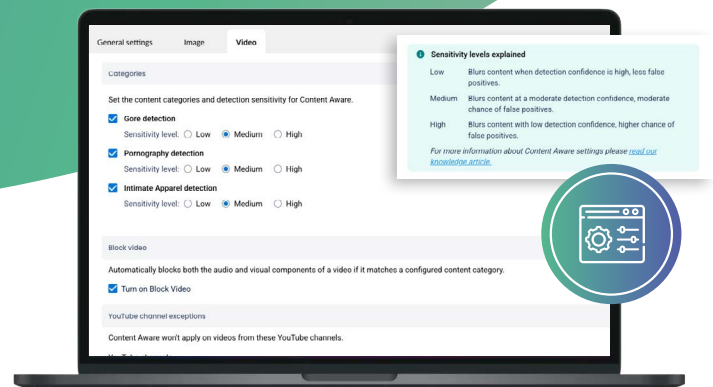 General settings
Image
Video
Categories
Set the content categories and detection sensitivity for Content Aware.
Gore detection
Sensitivity level: Low Medium High
Pornography detection
Sensitivity level: Low Medium High
Intimate Apparel detection
Sensitivity level: Low Medium High
Block video
Automatically blocks both the audio and visual components of a video if it matches a configured content category.
Turn on Block Video
YouTube channel exceptions
Content Aware won't apply on videos from these YouTube channels.
Sensitivity levels explained
Low Blurs content when detection confidence is high, less false
positives.
Medium Blurs content at a moderate detection confidence, moderate
chance of false positives.
High Blurs content with low detection confidence, higher chance of
false positives.
For more information about Content Aware settings please read our
knowledge article.